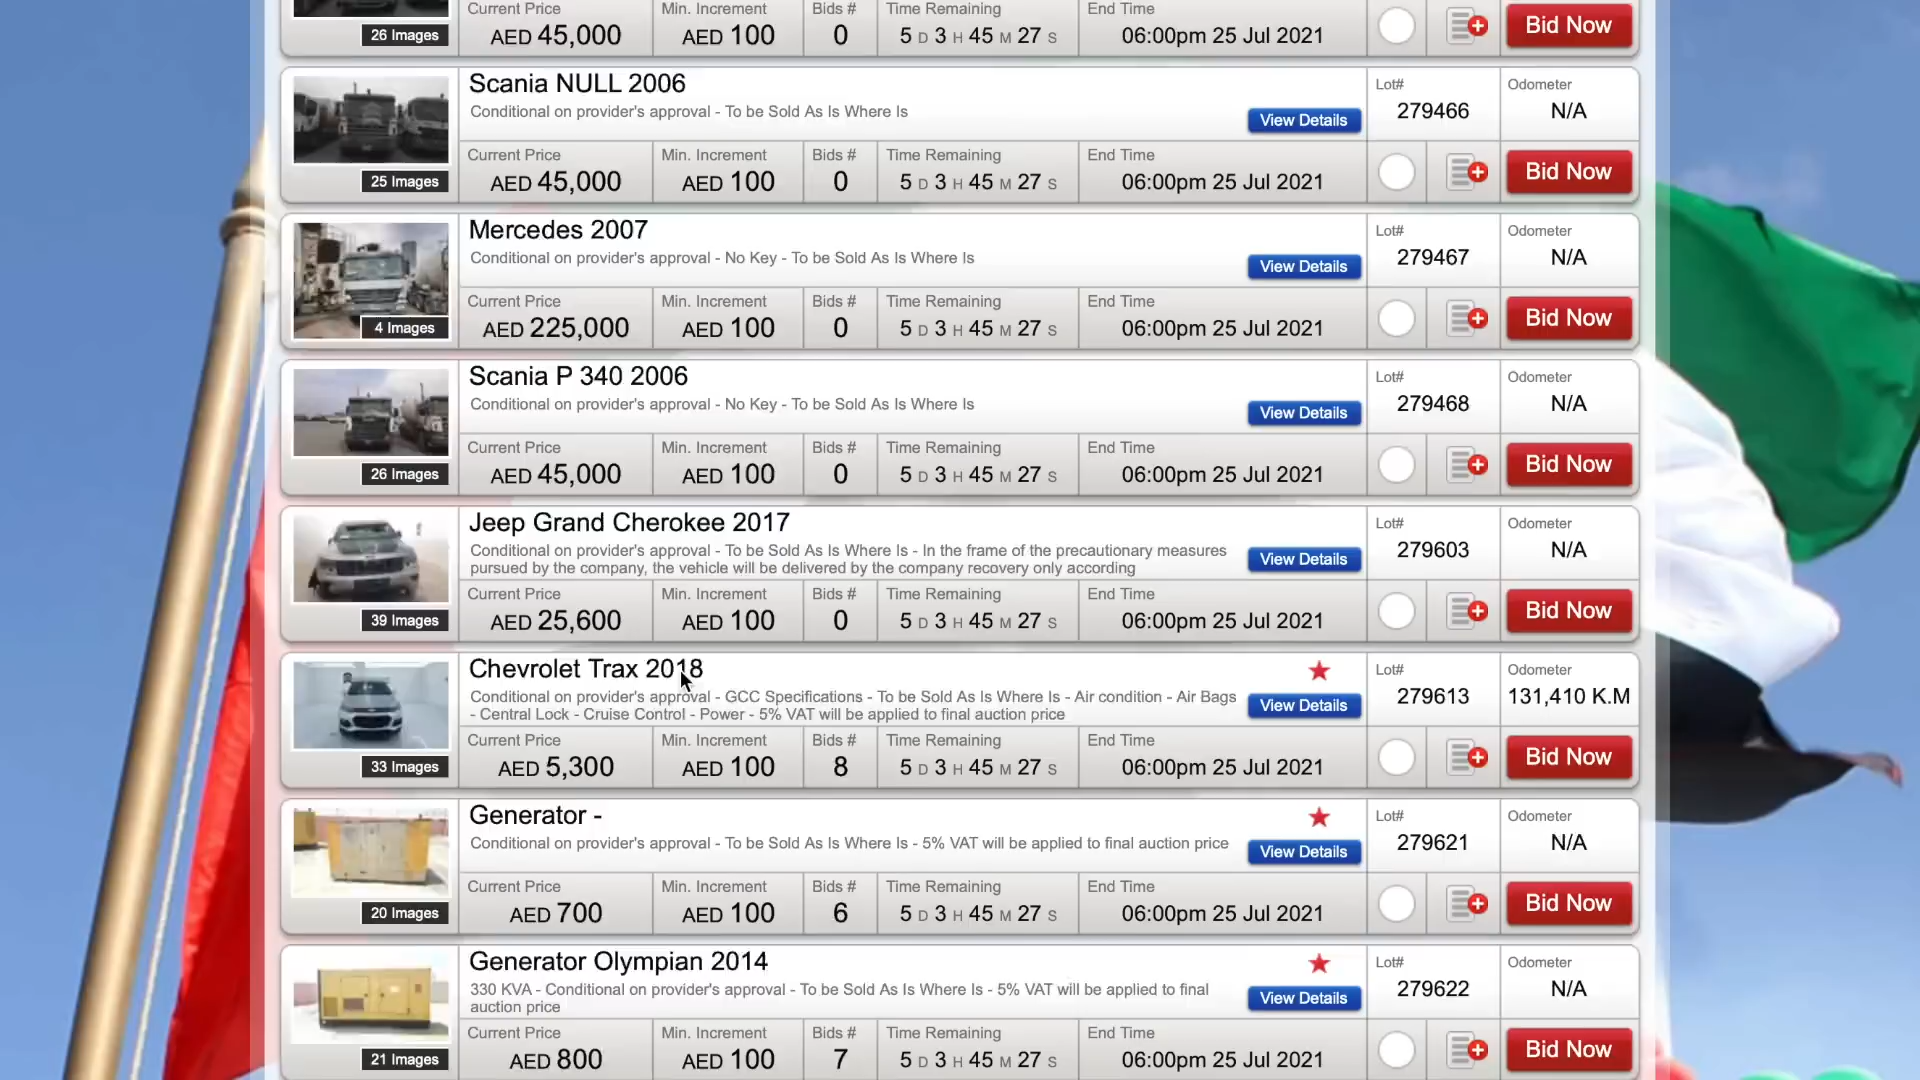 Current Price
Min. Increment
Bids #
Time Remaining
End Time
26 Images
AED 45,000
AED 100
0
5 D 3 H 45 M 27 S
06:00pm 25 Jul 2021
Bid Now
Scania NULL 2006
Conditional on provider's approval - To be Sold As Is Where Is
View Details
Lot#
279466
Odometer
N/A
25 Images
Current Price
AED 45,000
Min. Increment
AED 100
Bids #
0
Time Remaining
5 D 3 H 45 M 27 S
End Time
06:00pm 25 Jul 2021
Bid Now
Mercedes 2007
Conditional on provider's approval - No Key - To be Sold As Is Where Is
View Details
Lot#
279467
Odometer
N/A
4 Images
Current Price
AED 225,000
Min. Increment
AED 100
Bids #
0
Time Remaining
5 D 3 H 45 M 27 S
End Time
06:00pm 25 Jul 2021
Bid Now
Scania P 340 2006
Conditional on provider's approval - No Key - To be Sold As Is Where Is
View Details
Lot#
279468
Odometer
N/A
26 Images
Current Price
AED 45,000
Min. Increment
AED 100
Bids #
0
Time Remaining
5 D 3 H 45 M 27 S
End Time
06:00pm 25 Jul 2021
Bid Now
Jeep Grand Cherokee 2017
Conditional on provider's approval - To be Sold As Is Where Is - In the frame of the precautionary measures
pursued by the company, the vehicle will be delivered by the company recovery only according
View Details
Lot#
279603
Odometer
N/A
39 Images
Current Price
AED 25,600
Min. Increment
AED 100
Bids #
0
Time Remaining
5 D 3 H 45 M 27 S
End Time
06:00pm 25 Jul 2021
Bid Now
Chevrolet Trax 2018
Conditional on provider's approval - GCC Specifications - To be Sold As Is Where Is - Air condition - Air Bags
- Central Lock - Cruise Control - Power - 5% VAT will be applied to final auction price
View Details
Lot#
279613
Odometer
131,410 K.M
33 Images
Current Price
AED 5,300
Min. Increment
AED 100
Bids #
8
Time Remaining
5 D 3 H 45 M 27 S
End Time
06:00pm 25 Jul 2021
Bid Now
Generator -
Conditional on provider's approval - To be Sold As Is Where Is - 5% VAT will be applied to final auction price
View Details
Lot#
279621
Odometer
N/A
20 Images
Current Price
AED 700
Min. Increment
AED 100
Bids #
6
Time Remaining
5 D 3 H 45 M 27 S
End Time
06:00pm 25 Jul 2021
Bid Now
Generator Olympian 2014
330 KVA - Conditional on provider's approval - To be Sold As Is Where Is - 5% VAT will be applied to final
auction price
View Details
Lot#
279622
Odometer
N/A
21 Images
Current Price
AED 800
Min. Increment
AED 100
Bids #
7
Time Remaining
5 D 3 H 45 M 27 S
End Time
06:00pm 25 Jul 2021
Bid Now